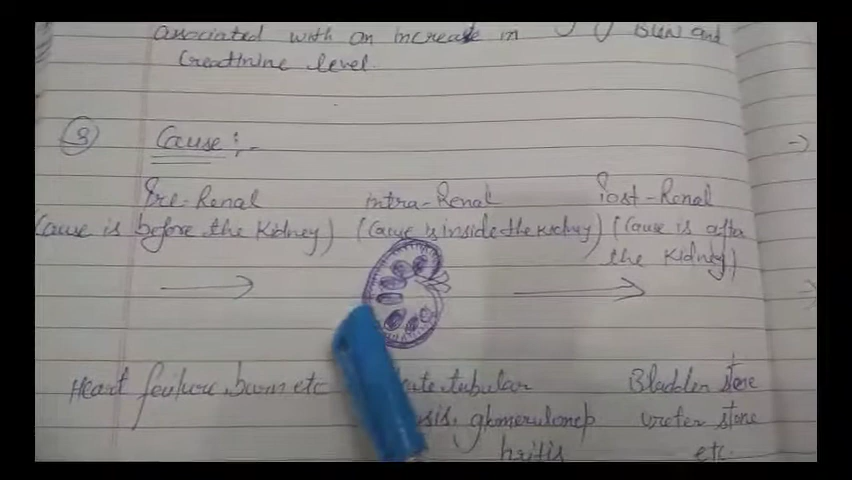 associated with an increase in BUN and
Creatinine level.
(3) Cause :-
Pre-Renal intra-Renal Post-Renal
(Cause is before the Kidney) (Cause is inside the kidney) (Cause is after
the Kidney)
Heart failure, burn etc tubular Bladder stone
glomerulonep ureter stone
hritis etc.